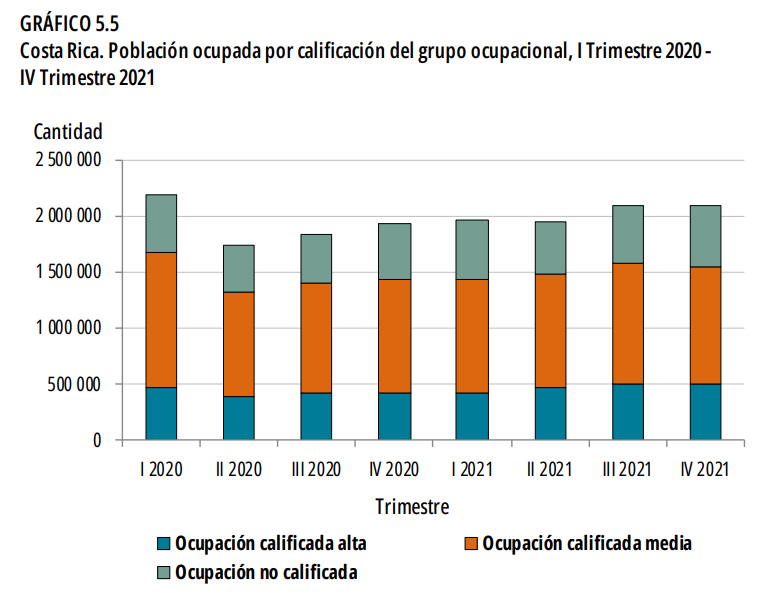 GRÁFICO 5.5
Costa Rica. Población ocupada por calificación del grupo ocupacional, I Trimestre 2020 -
IV Trimestre 2021
Cantidad
2 500 000
2 000 000
1 500 000
1 000 000
500 000
0
I 2020 II 2020 III 2020 IV 2020 I 2021 II 2021 III 2021 IV 2021
Trimestre
Ocupación calificada alta Ocupación calificada media
Ocupación no calificada